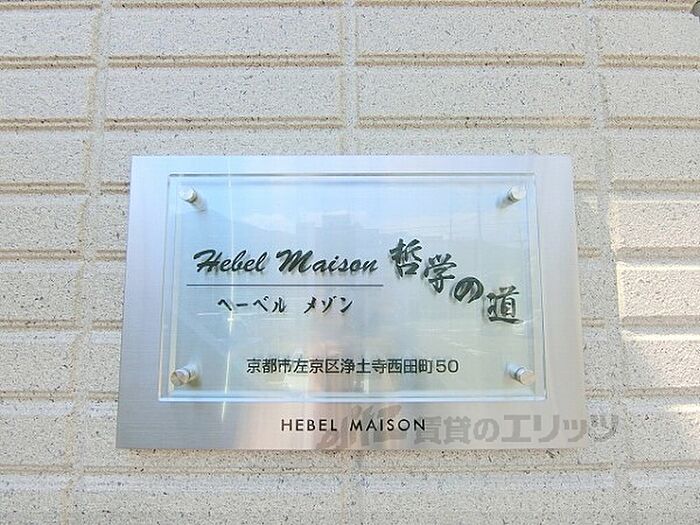 Hebel Maison 哲学の道
ヘーベル メゾン
京都市左京区浄土寺西田町50
HEBEL MAISON
賃貸のエリッツ